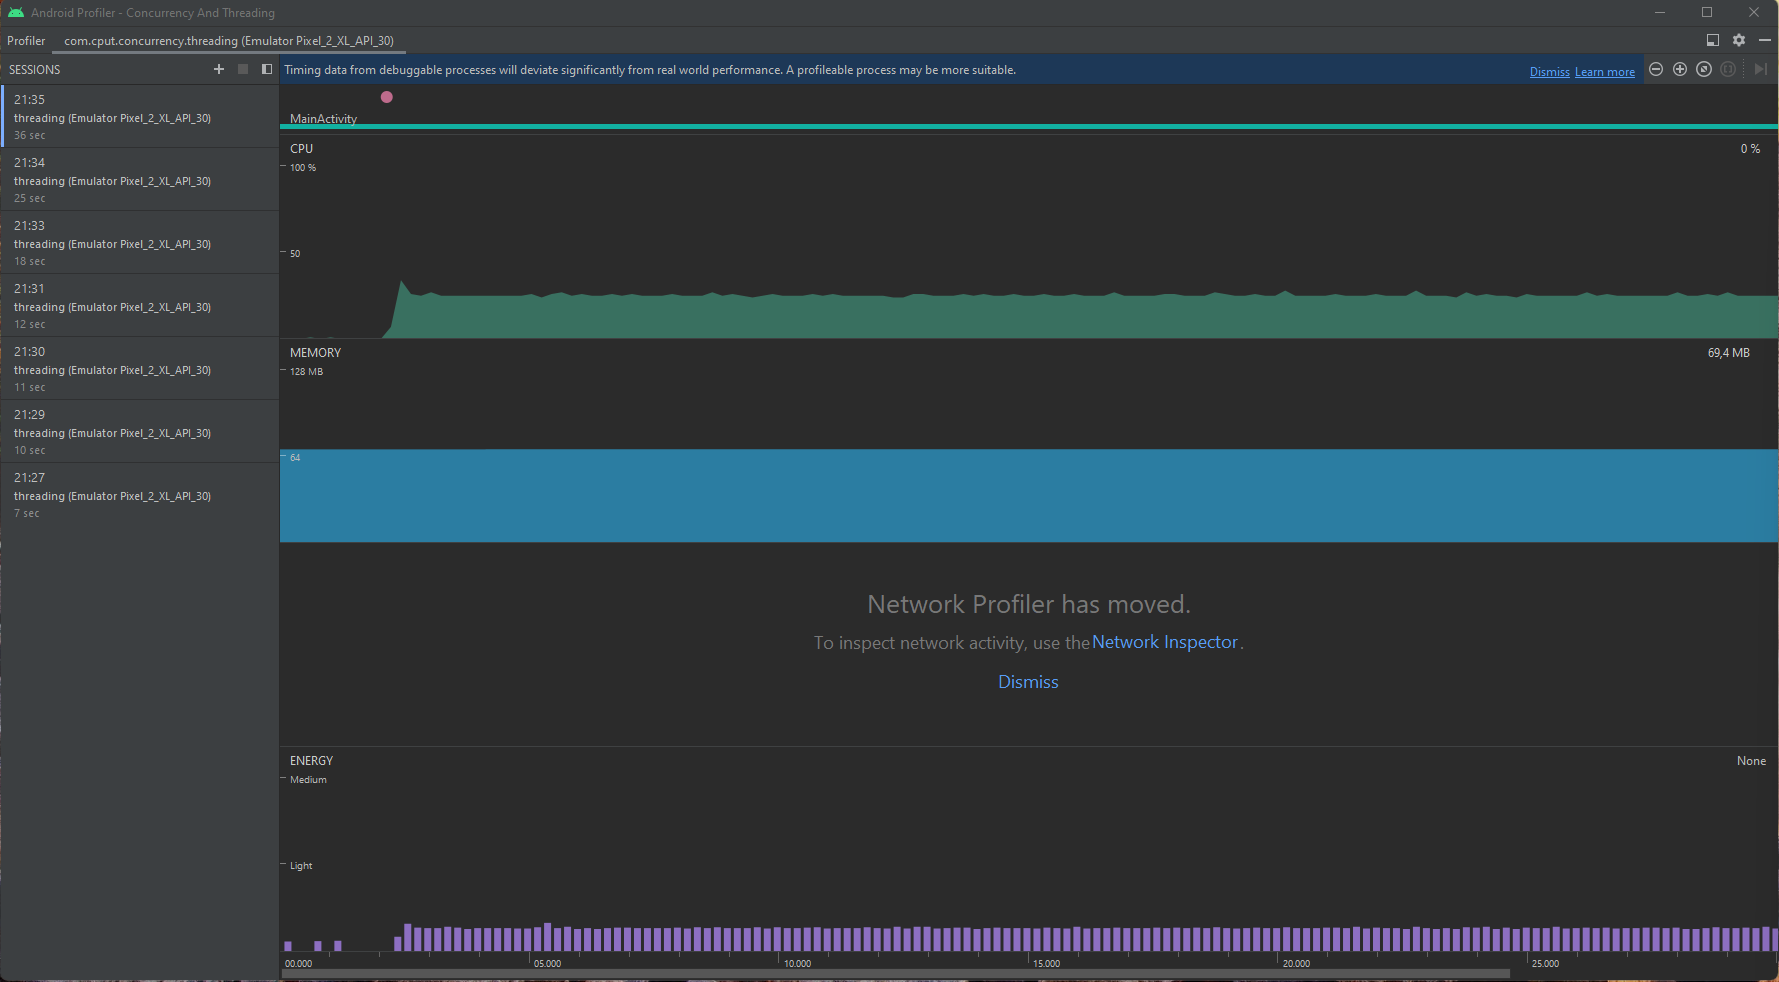 Android Profiler - Concurrency And Threading
Profiler com.cput.concurrency.threading (Emulator Pixel_2_XL_API_30)
SESSIONS
Timing data from debuggable processes will deviate significantly from real world performance. A profileable process may be more suitable. Dismiss Learn more
21:35
threading (Emulator Pixel_2_XL_API_30)
36 sec
21:34
threading (Emulator Pixel_2_XL_API_30)
25 sec
21:33
threading (Emulator Pixel_2_XL_API_30)
18 sec
21:31
threading (Emulator Pixel_2_XL_API_30)
12 sec
21:30
threading (Emulator Pixel_2_XL_API_30)
11 sec
21:29
threading (Emulator Pixel_2_XL_API_30)
10 sec
21:27
threading (Emulator Pixel_2_XL_API_30)
7 sec
MainActivity
CPU 0 %
100 %
50
MEMORY 69,4 MB
128 MB
64
Network Profiler has moved.
To inspect network activity, use the Network Inspector.
Dismiss
ENERGY None
Medium
Light
00.000 05.000 10.000 15.000 20.000 25.000